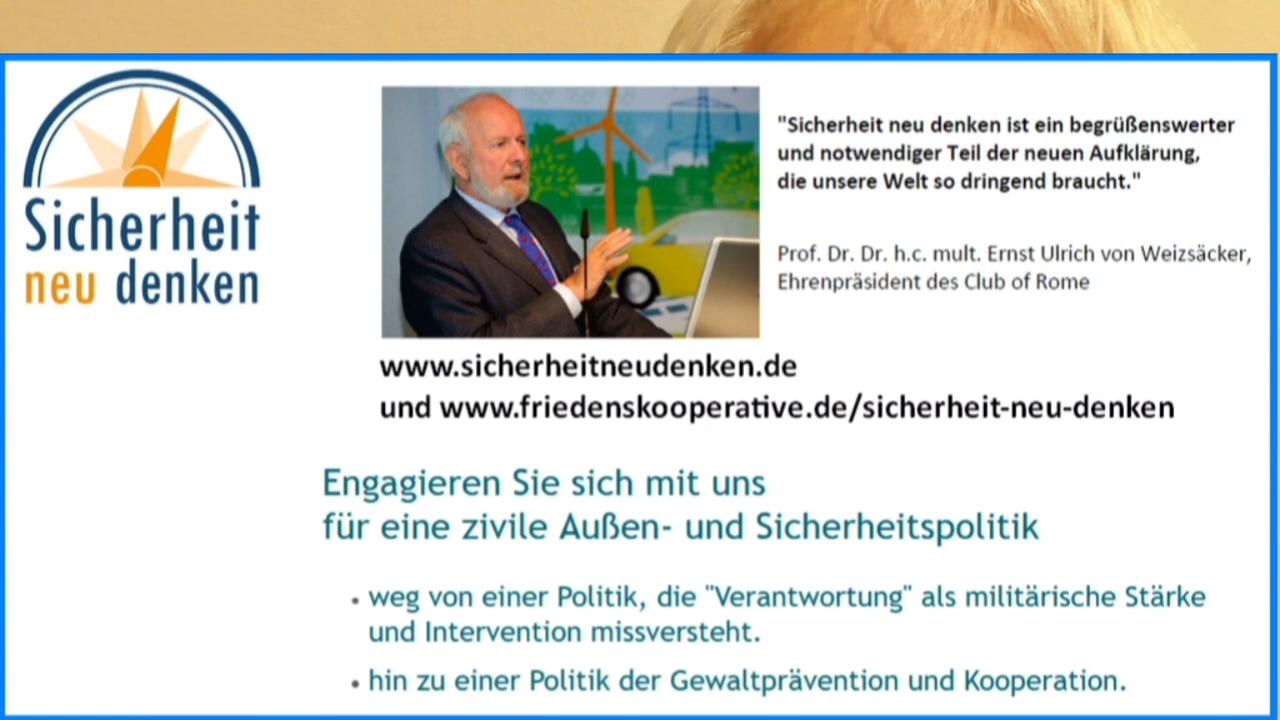 Sicherheit
neu denken
"Sicherheit neu denken ist ein begrüßenswerter
und notwendiger Teil der neuen Aufklärung,
die unsere Welt so dringend braucht."
Prof. Dr. Dr. h.c. mult. Ernst Ulrich von Weizsäcker,
Ehrenpräsident des Club of Rome
www.sicherheitneudenken.de
und www.friedenskooperative.de/sicherheit-neu-denken
Engagieren Sie sich mit uns
für eine zivile Außen- und Sicherheitspolitik
• weg von einer Politik, die "Verantwortung" als militärische Stärke
und Intervention missversteht.
• hin zu einer Politik der Gewaltprävention und Kooperation.